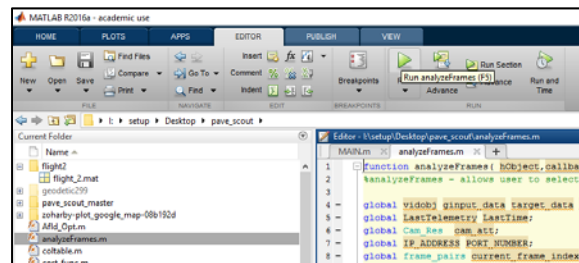 MATLAB R2016a - academic use
HOME PLOTS APPS EDITOR PUBLISH VIEW
New Open Save Find Files Compare Print Go To Find Insert fx Comment % Indent Breakpoints Run Section Advance Run and Time
Run analyzeFrames (F5)
Advance
FILE NAVIGATE EDIT BREAKPOINTS RUN
I: setup Desktop pave_scout
Current Folder
Name
flight2
flight_2.mat
geodetic299
pave_scout_master
zoharby-plot_google_map-08b192d
Afld_Opt.m
analyzeFrames.m
coltable.m
Editor - I:\setup\Desktop\pave_scout\analyzeFrames.m
MAIN.m analyzeFrames.m
1 function analyzeFrames( hObject,callba
2 %analyzeFrames - allows user to select
3
4 - global vidobj ginput_data target_data
5 - global LastTelemetry LastTime;
6 - global Cam_Res cam_att;
7 - global IP_ADDRESS PORT_NUMBER;
8 - global frame_pairs current_frame_index